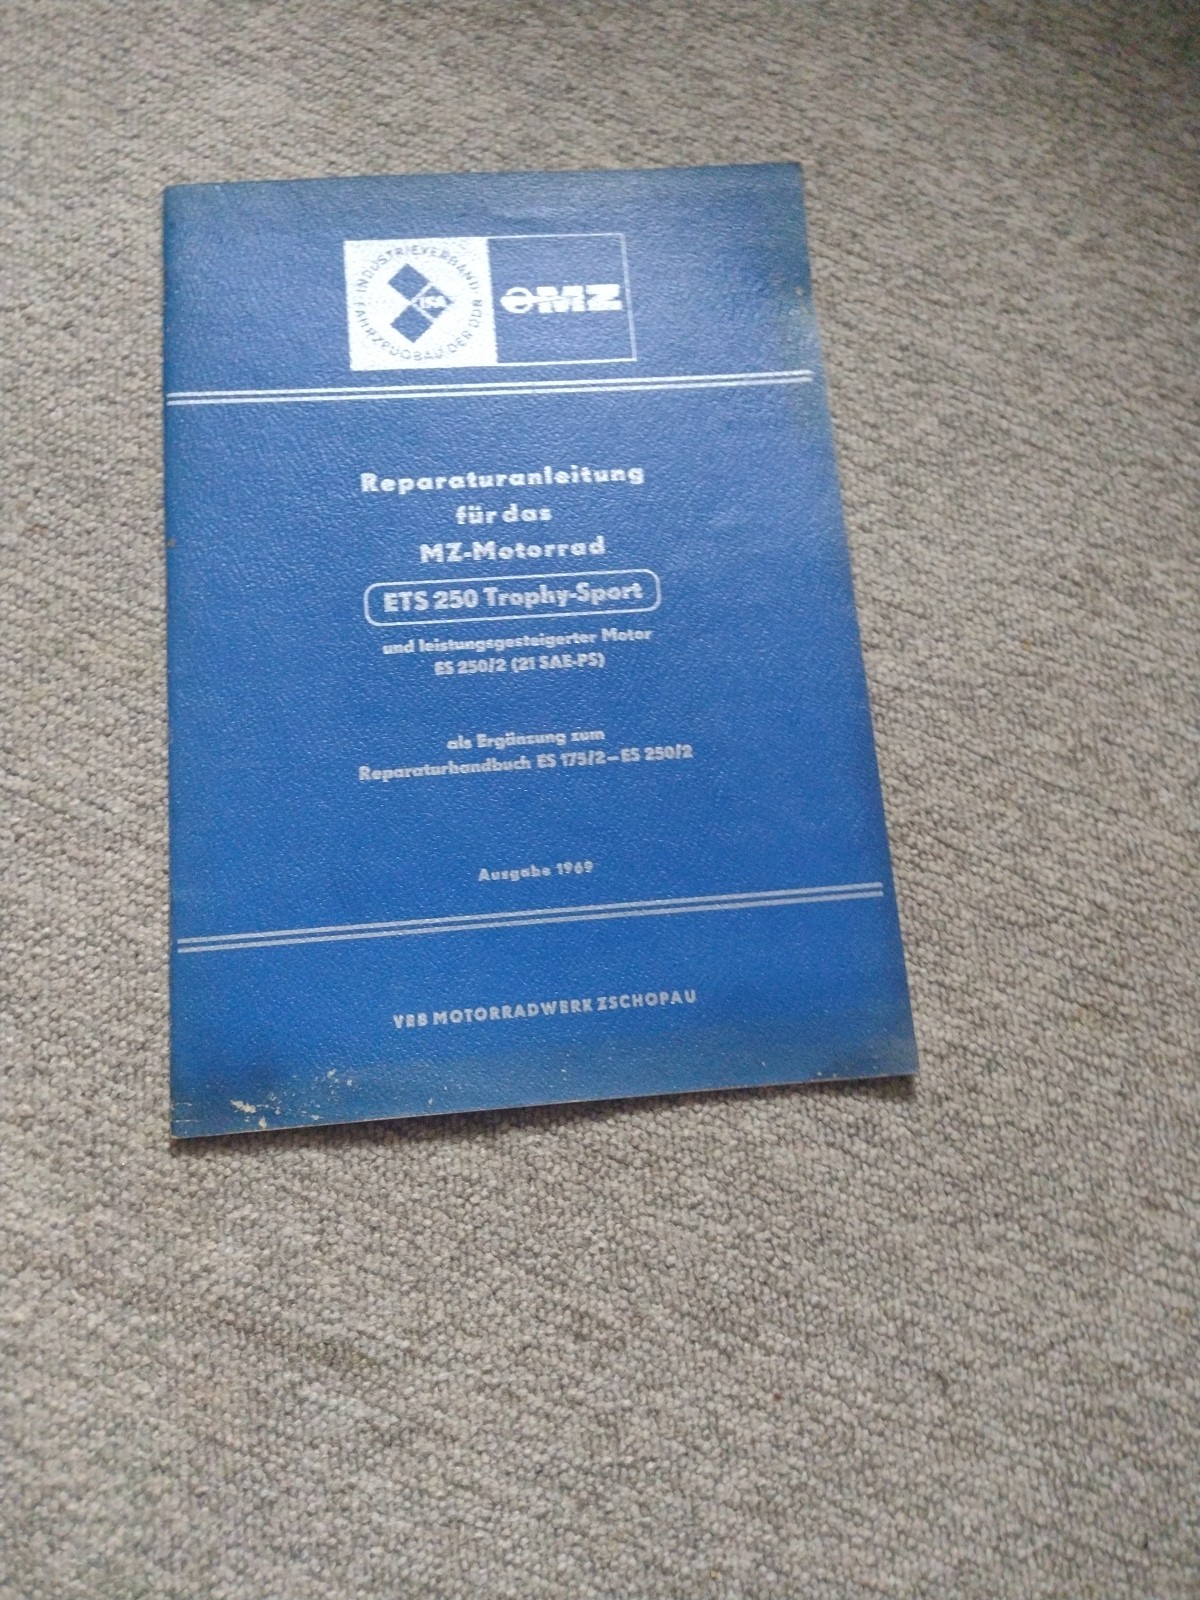 INDUSTRIEVERBAND
FAHRZEUGBAU DER DDR
IFA
MZ
Reparaturanleitung
für das
MZ-Motorrad
ETS 250 Trophy-Sport
und leistungsgesteigerter Motor
ES 250/2 (21 SAE-PS)
als Ergänzung zum
Reparaturhandbuch ES 175/2–ES 250/2
Ausgabe 1969
VEB MOTORRADWERK ZSCHOPAU